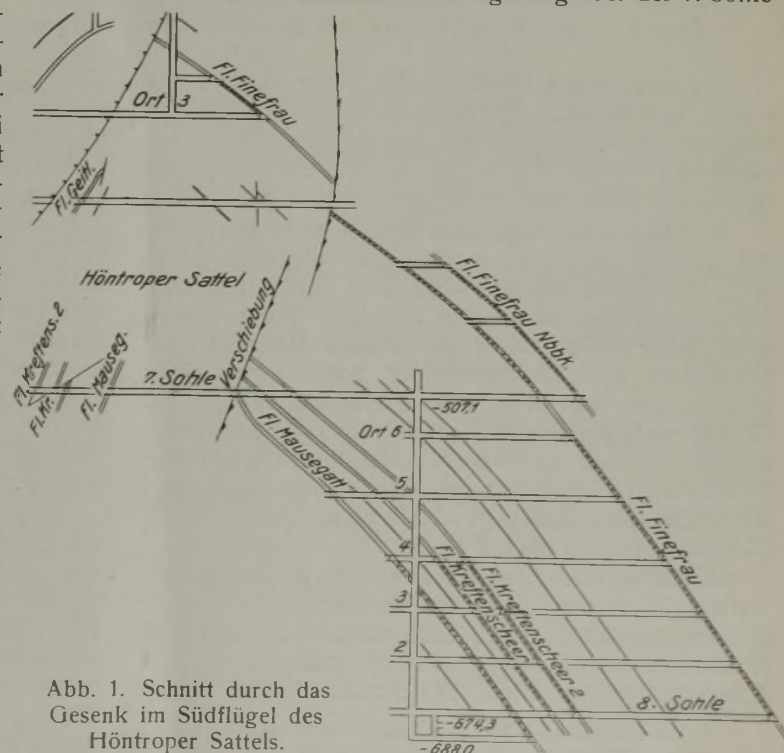 7. Sohle
Fl. Finefrau
Ort 3
Fl. Geitl.
Höntroper Sattel
Verschiebung
Fl. Finefrau Nbbk.
Fl. Kreftens. 2
Fl. Kr.
Fl. Mauseg.
7. Sohle
-507,1
Ort 6
Fl. Mausegatt
5
Fl. Finefrau
4
Fl. Kreftenscheer
Fl. Kreftenscheer 2
3
2
8. Sohle
-674,3
-688,0
Abb. 1. Schnitt durch das
Gesenk im Südflügel des
Höntroper Sattels.